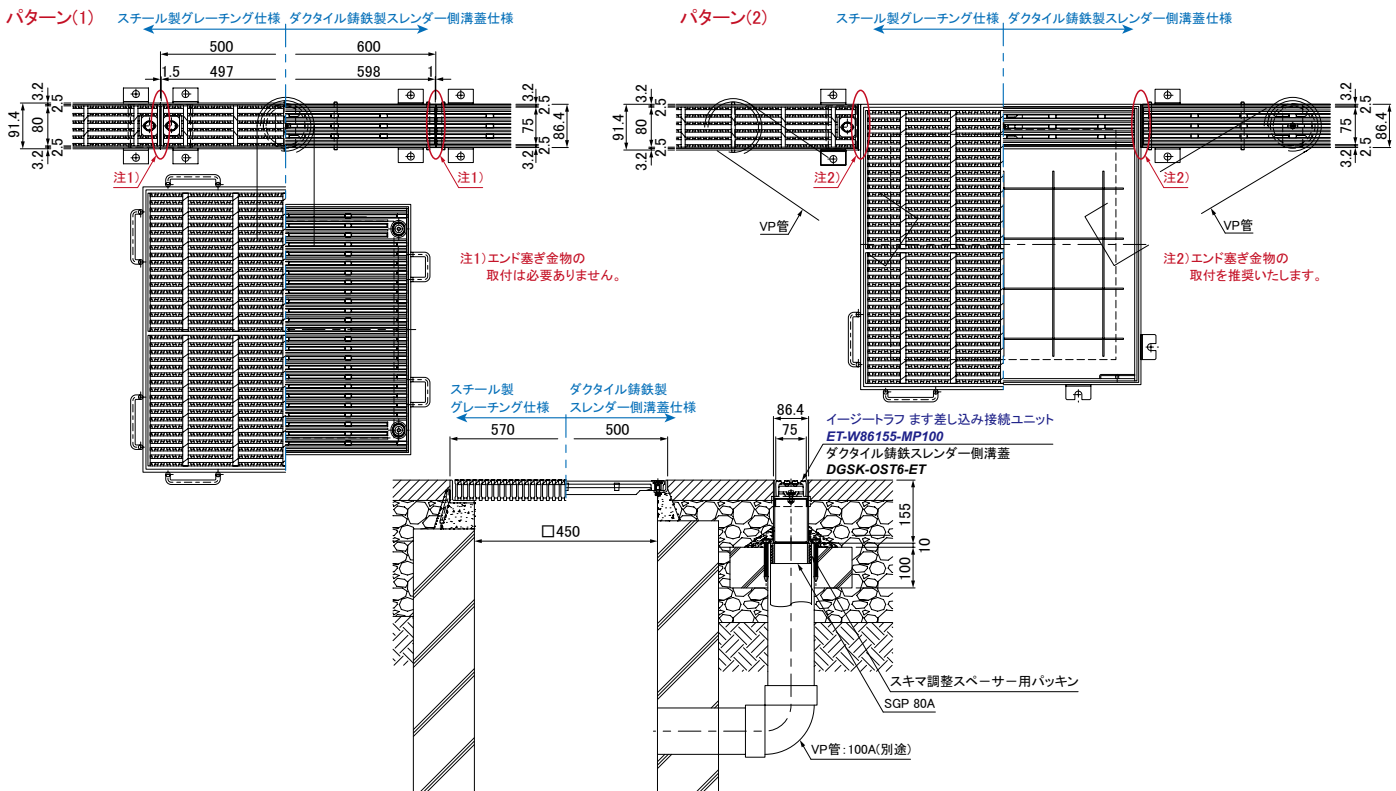 パターン(1)
スチール製グレーチング仕様 ダクタイル鋳鉄製スレンダー側溝蓋仕様
500 600
1.5 497 598 1
3.2 2.5 80 91.4 3.2 2.5
2.5 75 86.4 2.5
注1)
注1)
注1)エンド塞ぎ金物の
取付は必要ありません。
パターン(2)
スチール製グレーチング仕様 ダクタイル鋳鉄製スレンダー側溝蓋仕様
3.2 2.5 80 91.4 3.2 2.5
2.5 75 86.4 2.5
注2)
注2)
VP管
VP管
注2)エンド塞ぎ金物の
取付を推奨いたします。
スチール製
グレーチング仕様
ダクタイル鋳鉄製
スレンダー側溝蓋仕様
570 500
86.4
75
イージートラフ ます差し込み接続ユニット
ET-W86155-MP100
ダクタイル鋳鉄スレンダー側溝蓋
DGSK-OST6-ET
□450
155
10
100
スキマ調整スペーサー用パッキン
SGP 80A
VP管:100A(別途)